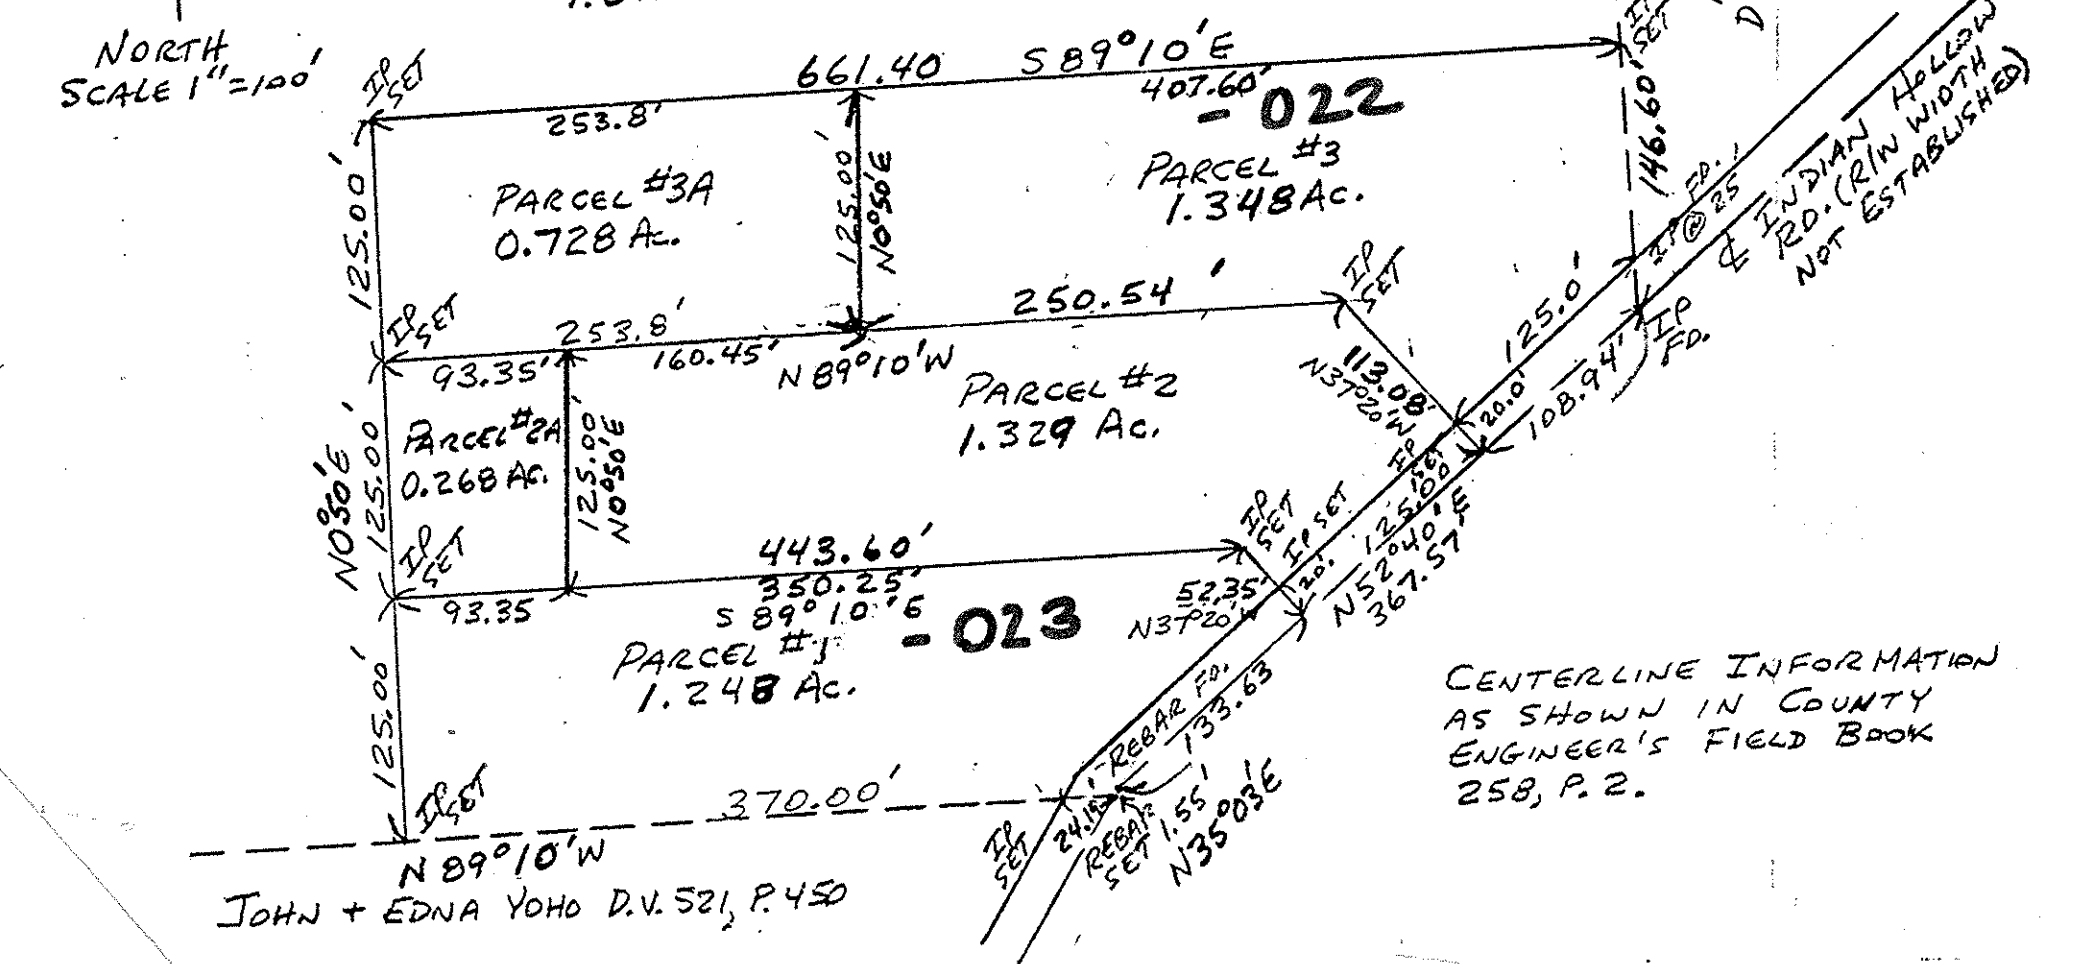 NORTH
SCALE 1"=100'
IP SET
661.40
S 89°10'E
IP SET
253.8'
407.60'
- 022
146.60'
125.00'
PARCEL #3A
0.728 Ac.
125.00'
N0°50'E
PARCEL #3
1.348 Ac.
IP FD.
@ 25'
INDIAN HOLLOW
RD. (R/W WIDTH
NOT ESTABLISHED)
IP SET
253.8'
250.54'
IP SET
125.0'
IP FD.
93.35'
160.45'
N 89°10'W
113.08'
N37°20'W
20.0'
108.94'
PARCEL #2A
0.268 Ac.
125.00'
N0°50'E
PARCEL #2
1.329 Ac.
IP SET
N0°50'E
125.00'
IP SET
443.60'
350.25'
S 89°10'E
93.35
IP SET
IP SET
125.00'
N52°40'E
367.57'
52.35'
N37°20'W
20.'
- 023
PARCEL #1
1.248 Ac.
125.00'
REBAR FD.
133.63
CENTERLINE INFORMATION
AS SHOWN IN COUNTY
ENGINEER'S FIELD BOOK
258, P. 2.
IP SET
370.00'
IP SET
24.19'
REBAR
SET 1.55'
N35°03'E
N 89°10'W
JOHN + EDNA YOHO D.V. 521, P. 450